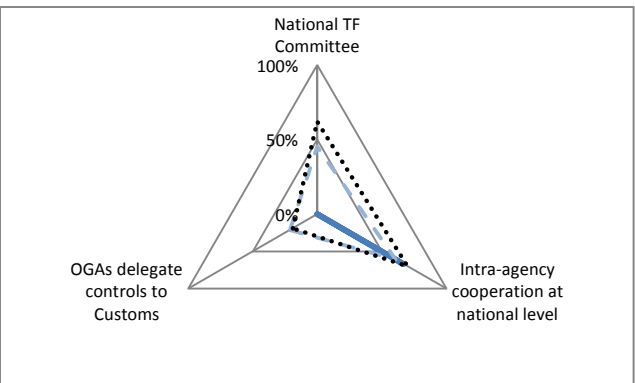 National TF
Committee
100%
50%
0%
OGAs delegate
controls to
Customs
Intra-agency
cooperation at
national level